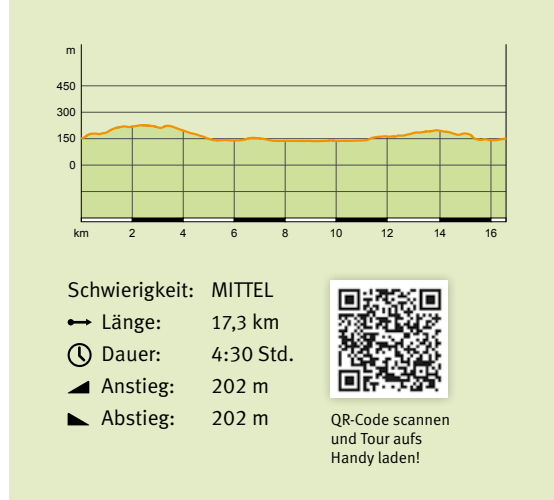 m
450
300
150
0
km 2 4 6 8 10 12 14 16
Schwierigkeit: MITTEL
Länge: 17,3 km
Dauer: 4:30 Std.
Anstieg: 202 m
Abstieg: 202 m
QR-Code scannen
und Tour aufs
Handy laden!